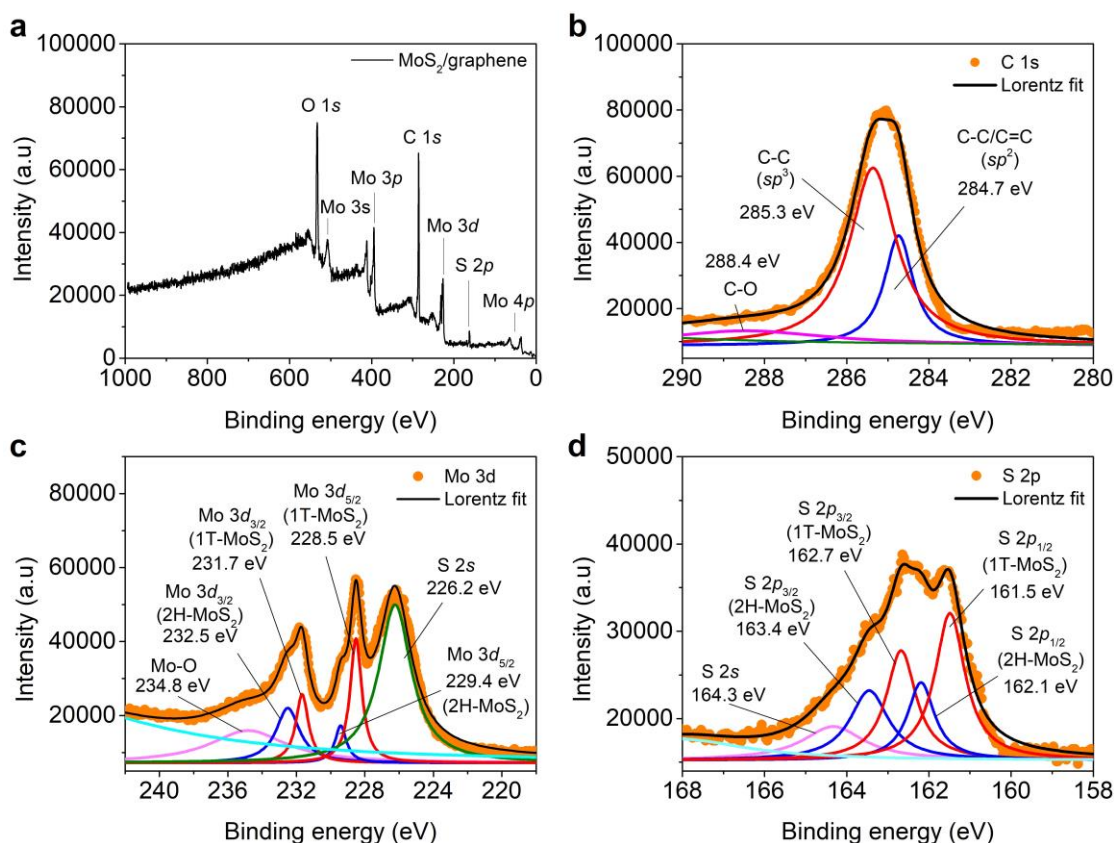 a
100000
80000
60000
40000
20000
0
Intensity (a.u)
MoS2/graphene
O 1s
C 1s
Mo 3s
Mo 3p
Mo 3d
S 2p
Mo 4p
1000 800 600 400 200 0
Binding energy (eV)
b
100000
80000
60000
40000
20000
Intensity (a.u)
C 1s
Lorentz fit
C-C/C=C
(sp2)
284.7 eV
C-C
(sp3)
285.3 eV
288.4 eV
C-O
290 288 286 284 282 280
Binding energy (eV)
c
80000
60000
40000
20000
Intensity (a.u)
Mo 3d
Lorentz fit
Mo 3d5/2
(1T-MoS2)
228.5 eV
Mo 3d3/2
(1T-MoS2)
231.7 eV
Mo 3d3/2
(2H-MoS2)
232.5 eV
Mo-O
234.8 eV
S 2s
226.2 eV
Mo 3d5/2
229.4 eV
(2H-MoS2)
240 236 232 228 224 220
Binding energy (eV)
d
50000
40000
30000
20000
Intensity (a.u)
S 2p
Lorentz fit
S 2p3/2
(1T-MoS2)
162.7 eV
S 2p3/2
(2H-MoS2)
163.4 eV
S 2s
164.3 eV
S 2p1/2
(1T-MoS2)
161.5 eV
S 2p1/2
(2H-MoS2)
162.1 eV
168 166 164 162 160 158
Binding energy (eV)